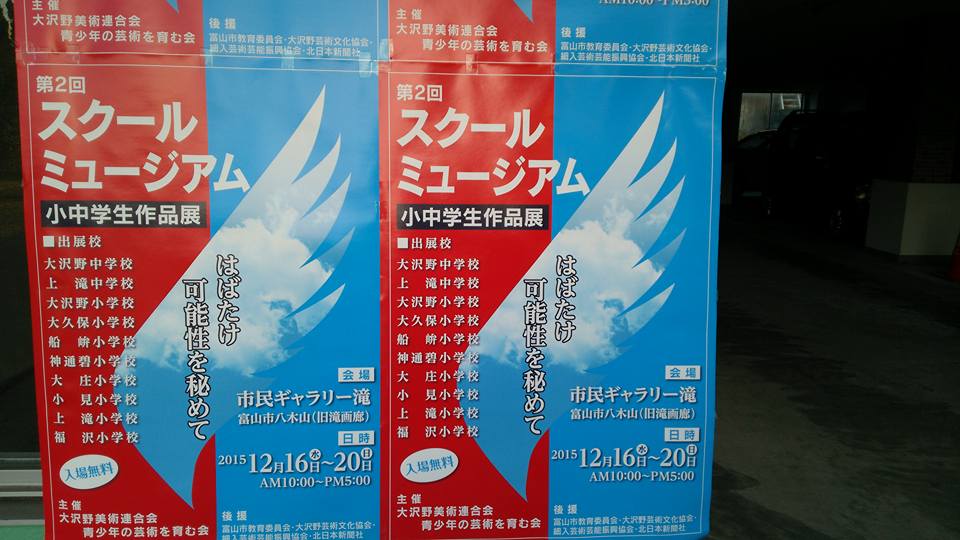 主催
大沢野美術連合会
青少年の芸術を育む会
後援
富山市教育委員会・大沢野芸術文化協会・
細入芸術芸能振興協会・北日本新聞社
主催
大沢野美術連合会
青少年の芸術を育む会
AM10:00~PM5:00
後援
富山市教育委員会・大沢野芸術文化協会・
細入芸術芸能振興協会・北日本新聞社
第2回
スクール
ミュージアム
小中学生作品展
■出展校
大沢野中学校
上滝中学校
大沢野小学校
大久保小学校
船峅小学校
神通碧小学校
大庄小学校
小見小学校
上滝小学校
福沢小学校
はばたけ
可能性を秘めて
会場
市民ギャラリー滝
富山市八木山(旧滝画廊)
日時
2015 12月16日水~20日日
AM10:00~PM5:00
入場無料
主催
大沢野美術連合会
青少年の芸術を育む会
後援
富山市教育委員会・大沢野芸術文化協会・
細入芸術芸能振興協会・北日本新聞社
第2回
スクール
ミュージアム
小中学生作品展
■出展校
大沢野中学校
上滝中学校
大沢野小学校
大久保小学校
船峅小学校
神通碧小学校
大庄小学校
小見小学校
上滝小学校
福沢小学校
はばたけ
可能性を秘めて
会場
市民ギャラリー滝
富山市八木山(旧滝画廊)
日時
2015 12月16日水~20日日
AM10:00~PM5:00
入場無料
主催
大沢野美術連合会
青少年の芸術を育む会
後援
富山市教育委員会・大沢野芸術文化協会・
細入芸術芸能振興協会・北日本新聞社